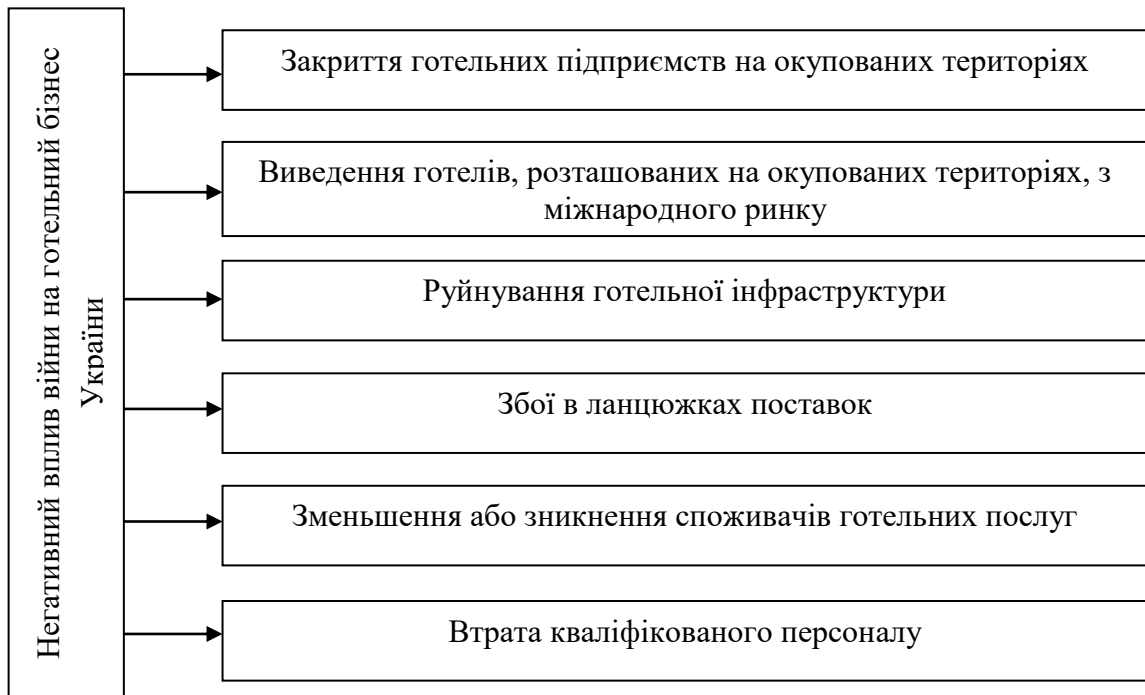 Негативний вплив війни на готельний бізнес
України
Закриття готельних підприємств на окупованих територіях
Виведення готелів, розташованих на окупованих територіях, з
міжнародного ринку
Руйнування готельної інфраструктури
Збої в ланцюжках поставок
Зменьшення або зникнення споживачів готельних послуг
Втрата кваліфікованого персоналу